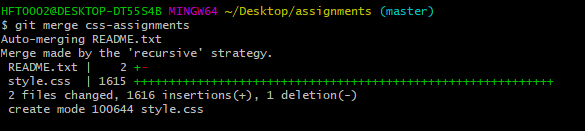 HFT0002@DESKTOP-DT55S4B MINGW64 ~/Desktop/assignments (master)
$ git merge css-assignments
Auto-merging README.txt
Merge made by the 'recursive' strategy.
 README.txt |    2 +-
 style.css  | 1615 ++++++++++++++++++++++++++++++++++++++++++++++++++++++++++++
 2 files changed, 1616 insertions(+), 1 deletion(-)
 create mode 100644 style.css